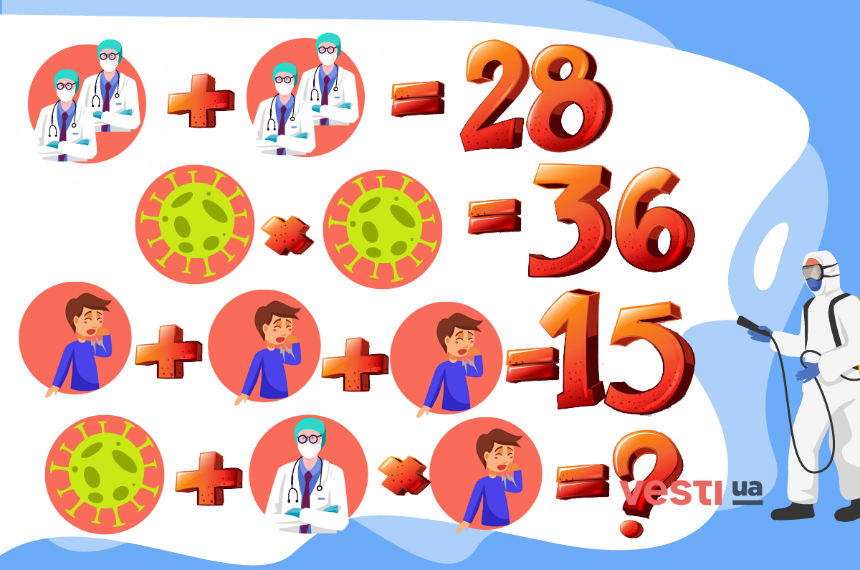 + = 28
× = 36
+ + = 15
+ × = ?
vesti ua